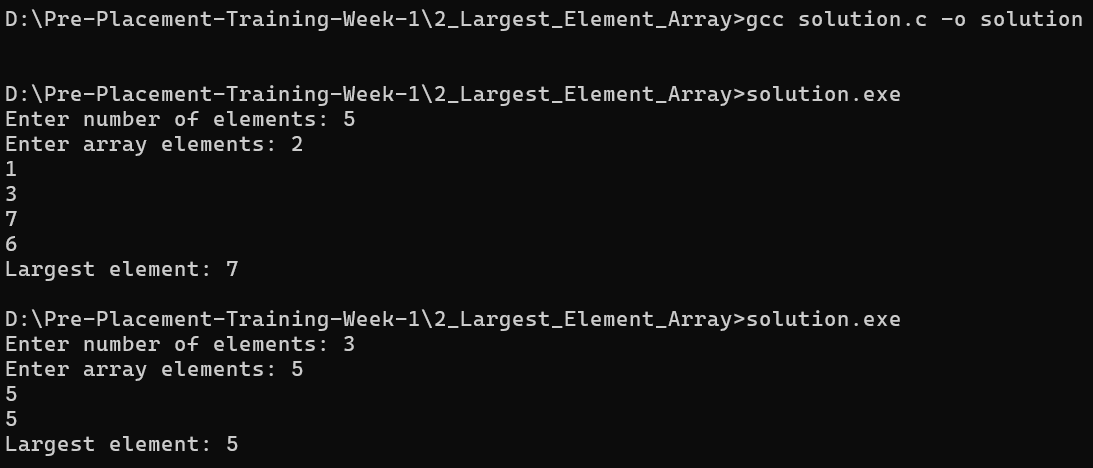 D:\Pre-Placement-Training-Week-1\2_Largest_Element_Array>gcc solution.c -o solution
D:\Pre-Placement-Training-Week-1\2_Largest_Element_Array>solution.exe
Enter number of elements: 5
Enter array elements: 2
1
3
7
6
Largest element: 7
D:\Pre-Placement-Training-Week-1\2_Largest_Element_Array>solution.exe
Enter number of elements: 3
Enter array elements: 5
5
5
Largest element: 5